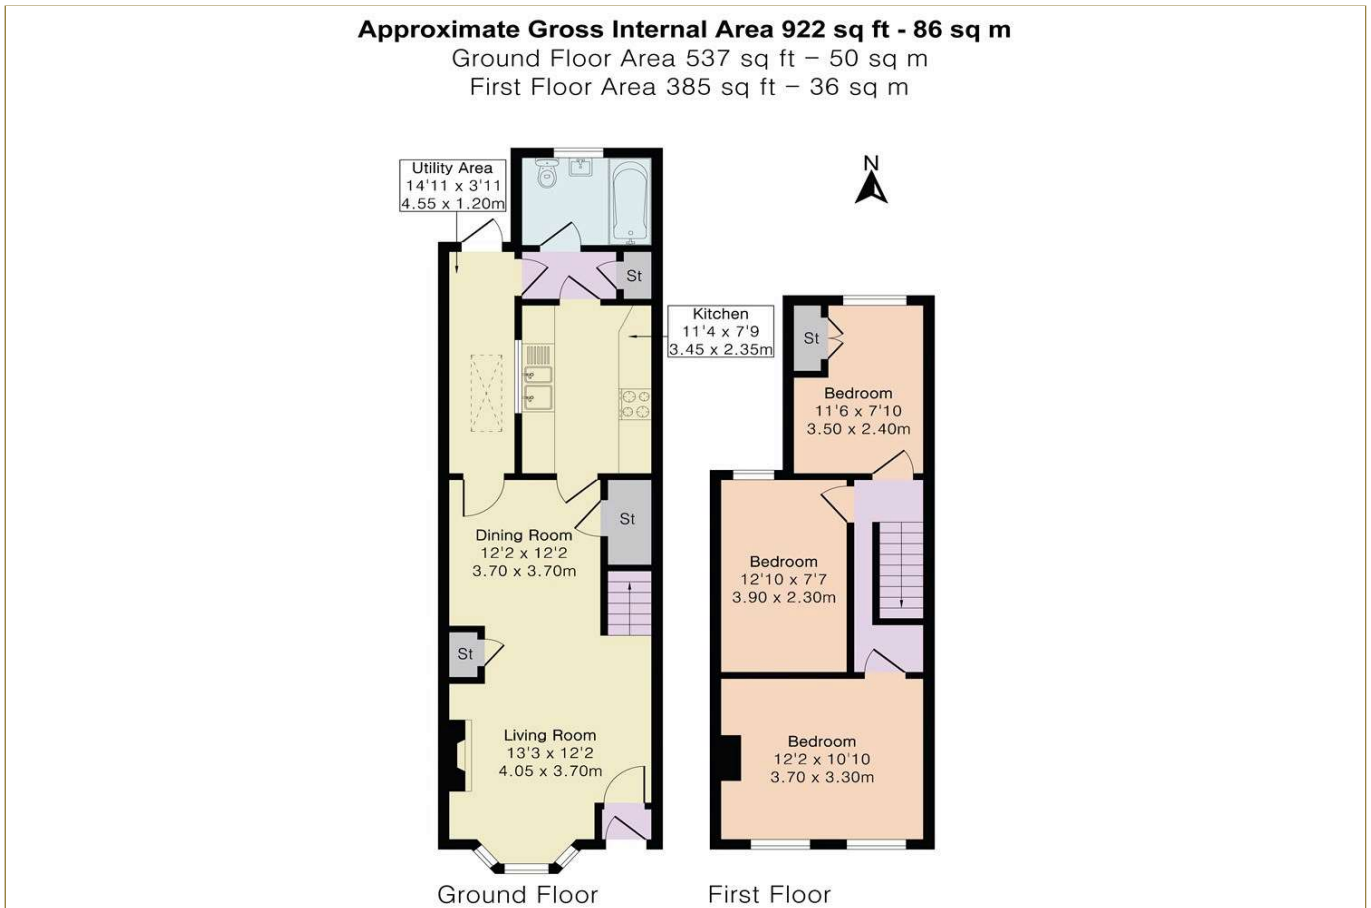 Approximate Gross Internal Area 922 sq ft - 86 sq m
Ground Floor Area 537 sq ft – 50 sq m
First Floor Area 385 sq ft – 36 sq m
Utility Area
14'11 x 3'11
4.55 x 1.20m
N
St
Kitchen
11'4 x 7'9
3.45 x 2.35m
St
Bedroom
11'6 x 7'10
3.50 x 2.40m
Dining Room
12'2 x 12'2
3.70 x 3.70m
St
Bedroom
12'10 x 7'7
3.90 x 2.30m
St
Living Room
13'3 x 12'2
4.05 x 3.70m
Bedroom
12'2 x 10'10
3.70 x 3.30m
Ground Floor
First Floor